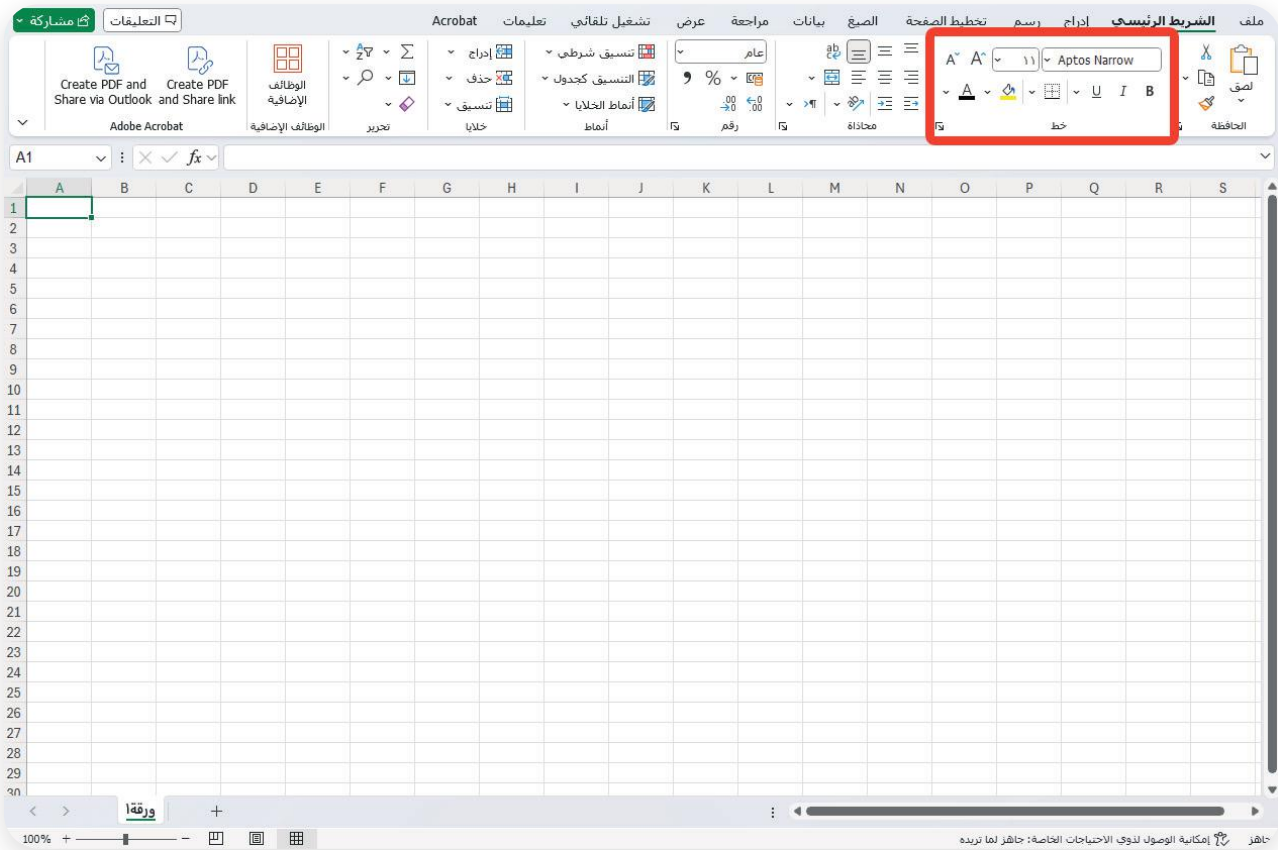 ملف الشريط الرئيسي إدراج رسم تخطيط الصفحة الصيغ بيانات مراجعة عرض تشغيل تلقائي تعليمات Acrobat التعليقات مشاركة
لصق
الحافظة
Aptos Narrow ١١ A A
B I U A
خط
ab
محاذاة
عام
% 9
رقم
تنسيق شرطي
التنسيق كجدول
أنماط الخلايا
أنماط
إدراج
حذف
تنسيق
خلايا
تحرير
الوظائف
الإضافية
الوظائف الإضافية
Create PDF and Share link
Create PDF and Share via Outlook
Adobe Acrobat
A1 fx
A B C D E F G H I J K L M N O P Q R S
1
2
3
4
5
6
7
8
9
10
11
12
13
14
15
16
17
18
19
20
21
22
23
24
25
26
27
28
29
30
ورقة١ +
جاهز إمكانية الوصول لذوي الاحتياجات الخاصة: جاهز لما تريده
100%